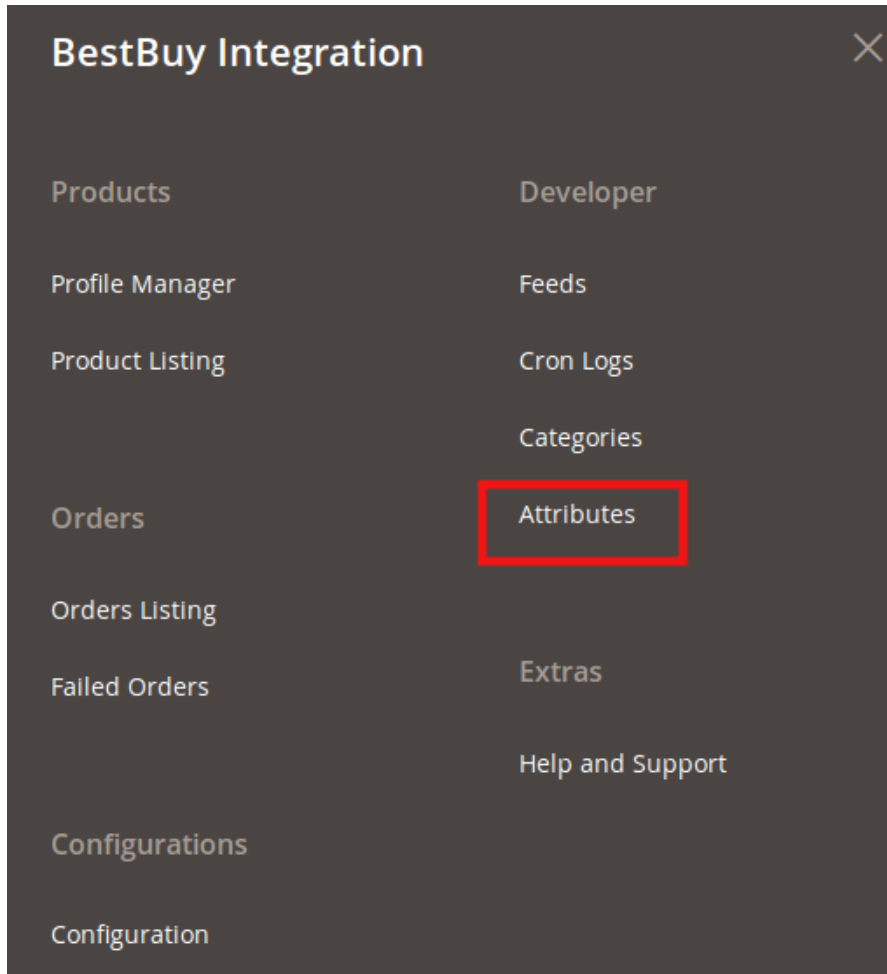 BestBuy Integration
Products
Profile Manager
Product Listing
Orders
Orders Listing
Failed Orders
Configurations
Configuration
Developer
Feeds
Cron Logs
Categories
Attributes
Extras
Help and Support